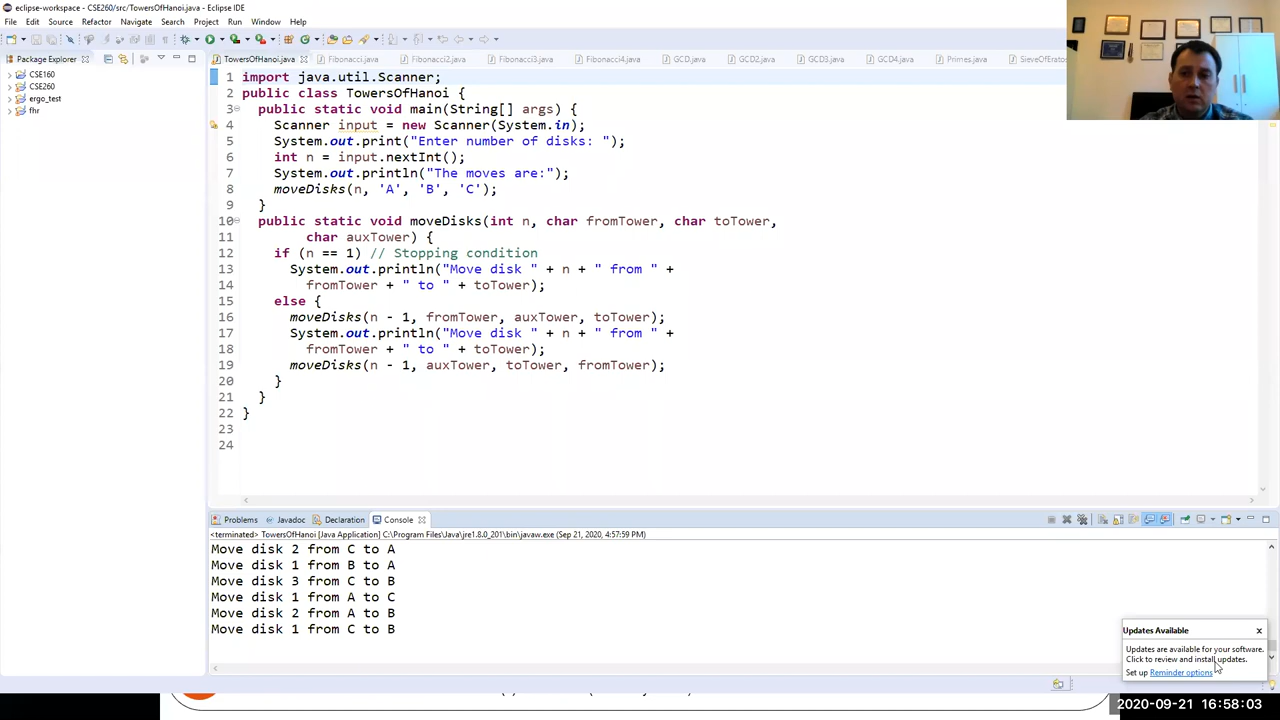 eclipse-workspace - CSE260/src/TowersOfHanoi.java - Eclipse IDE
File Edit Source Refactor Navigate Search Project Run Window Help
Package Explorer
TowersOfHanoi.java Fibonacci.java Fibonacci2.java Fibonacci3.java Fibonacci4.java GCD.java GCD2.java GCD3.java GCD4.java Primes.java
CSE160
CSE260
ergo_test
fhr
1 import java.util.Scanner;
2 public class TowersOfHanoi {
3 public static void main(String[] args) {
4 Scanner input = new Scanner(System.in);
5 System.out.print("Enter number of disks: ");
6 int n = input.nextInt();
7 System.out.println("The moves are:");
8 moveDisks(n, 'A', 'B', 'C');
9 }
10 public static void moveDisks(int n, char fromTower, char toTower,
11 char auxTower) {
12 if (n == 1) // Stopping condition
13 System.out.println("Move disk " + n + " from " +
14 fromTower + " to " + toTower);
15 else {
16 moveDisks(n - 1, fromTower, auxTower, toTower);
17 System.out.println("Move disk " + n + " from " +
18 fromTower + " to " + toTower);
19 moveDisks(n - 1, auxTower, toTower, fromTower);
20 }
21 }
22 }
23
24
Problems Javadoc Declaration Console
<terminated> TowersOfHanoi [Java Application] C:\Program Files\Java\jre1.8.0_201\bin\javaw.exe (Sep 21, 2020, 4:57:59 PM)
Move disk 2 from C to A
Move disk 1 from B to A
Move disk 3 from C to B
Move disk 1 from A to C
Move disk 2 from A to B
Move disk 1 from C to B
Updates Available
Updates are available for your software.
Click to review and install updates.
Set up Reminder options
2020-09-21 16:58:03